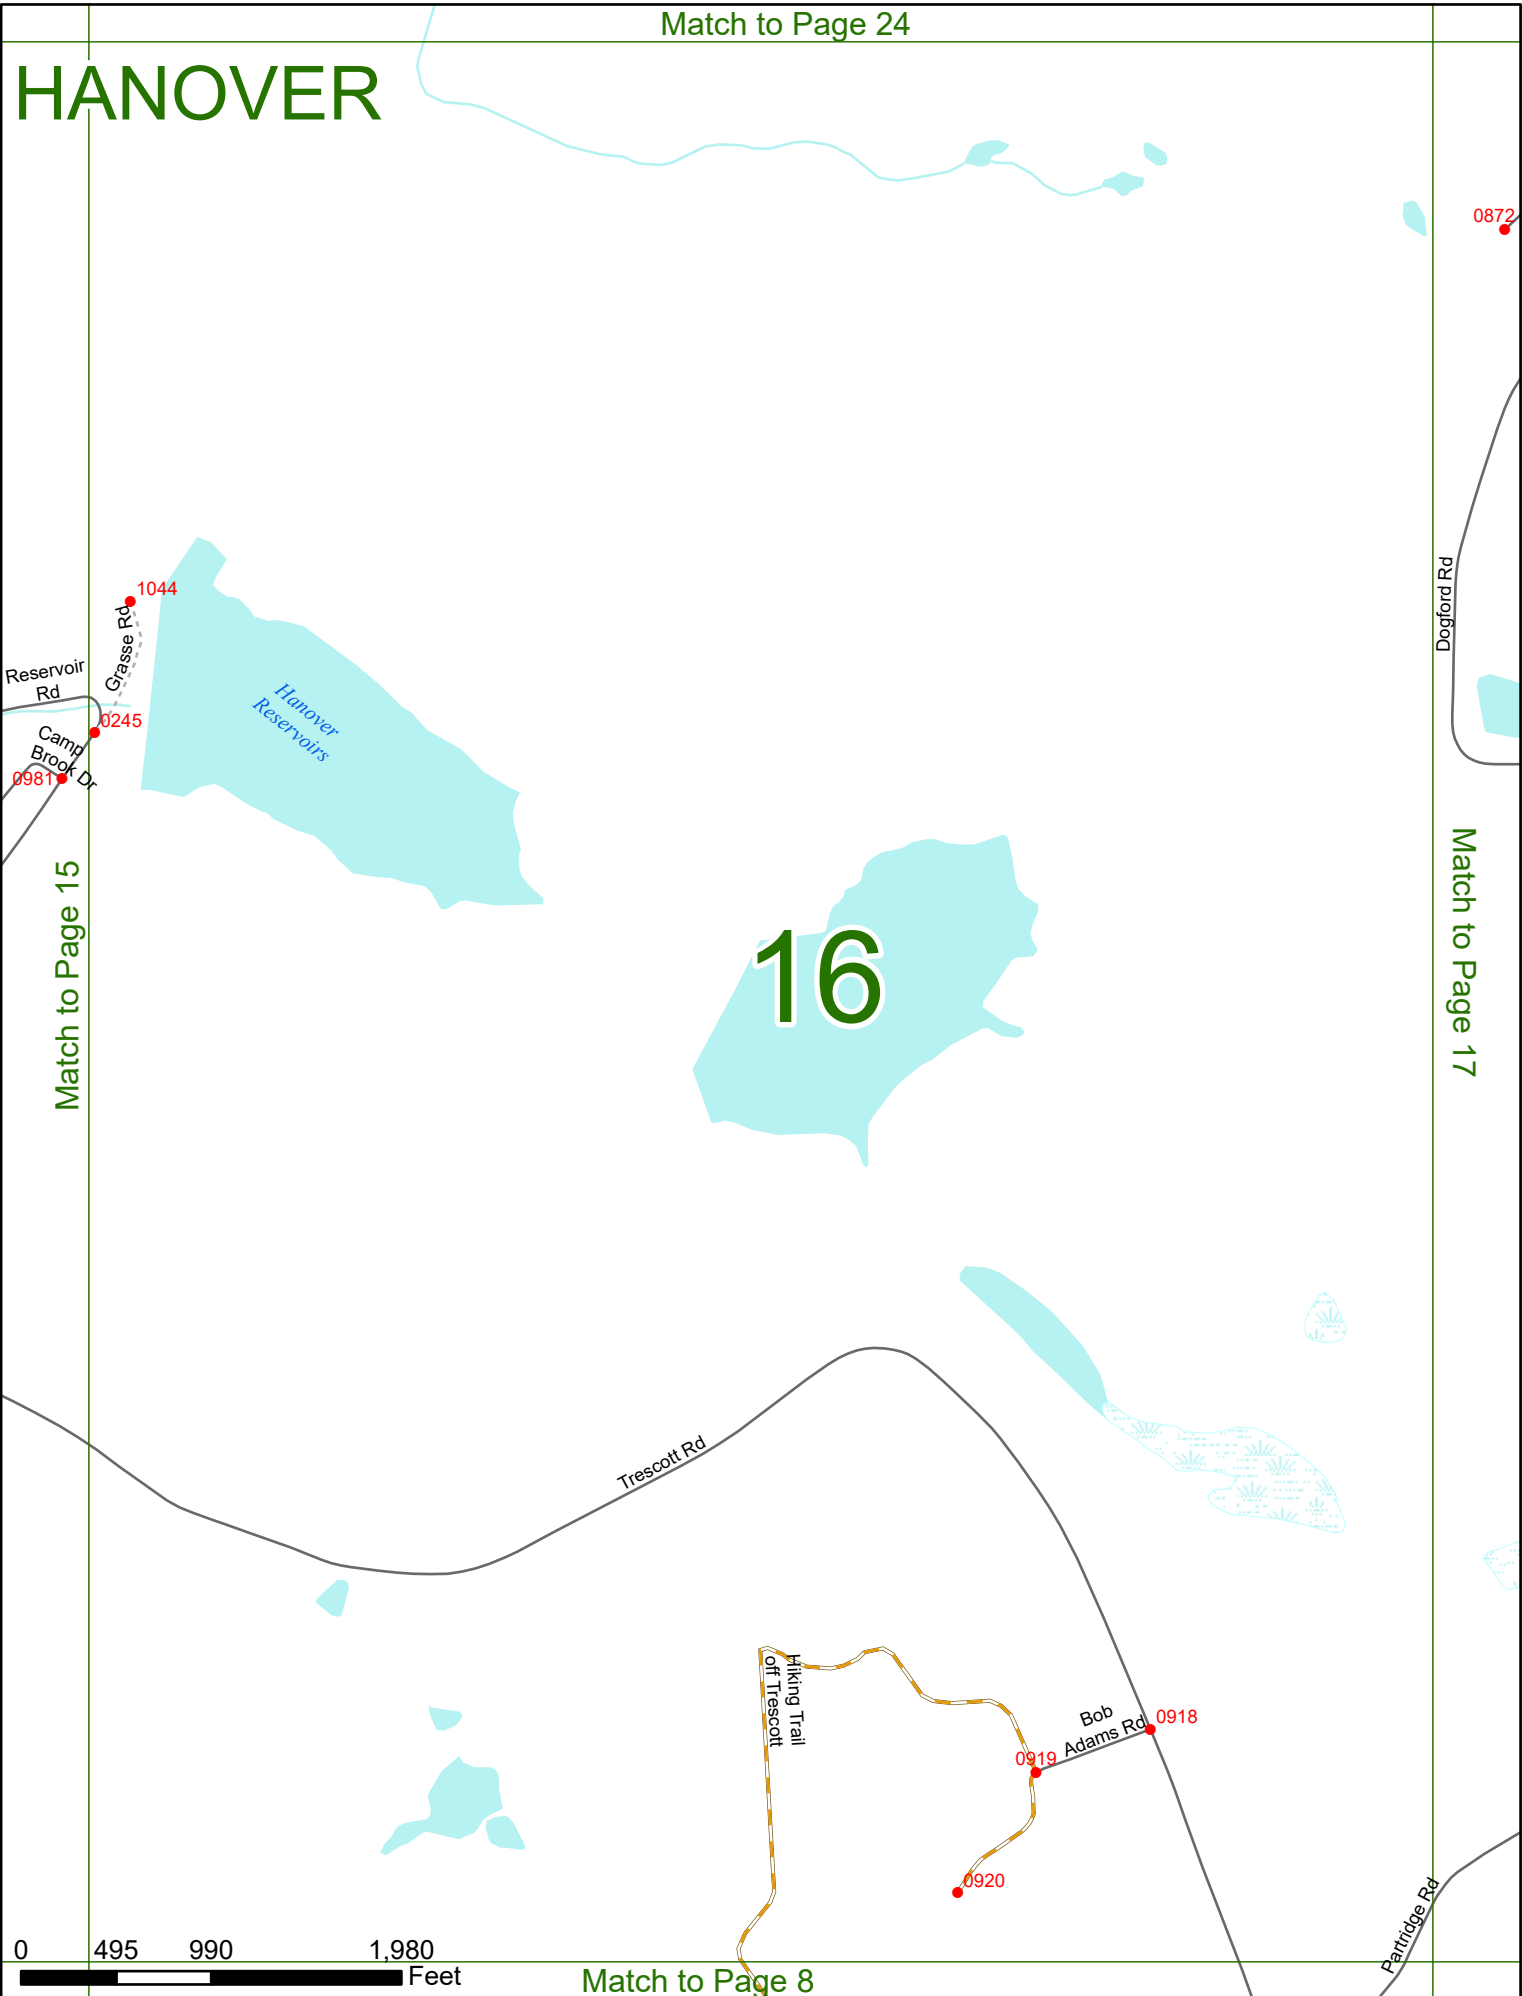 Match to Page 24
HANOVER
0872
1044
Grasse Rd
Dogford Rd
Reservoir
Rd
Hanover
Reservoirs
0245
Camp
Brook Dr
0981
Match to Page 15
16
Match to Page 17
Trescott Rd
Hiking Trail
off Trescott
Bob
Adams Rd
0918
0919
0920
Partridge Rd
0 495 990 1,980
Feet
Match to Page 8